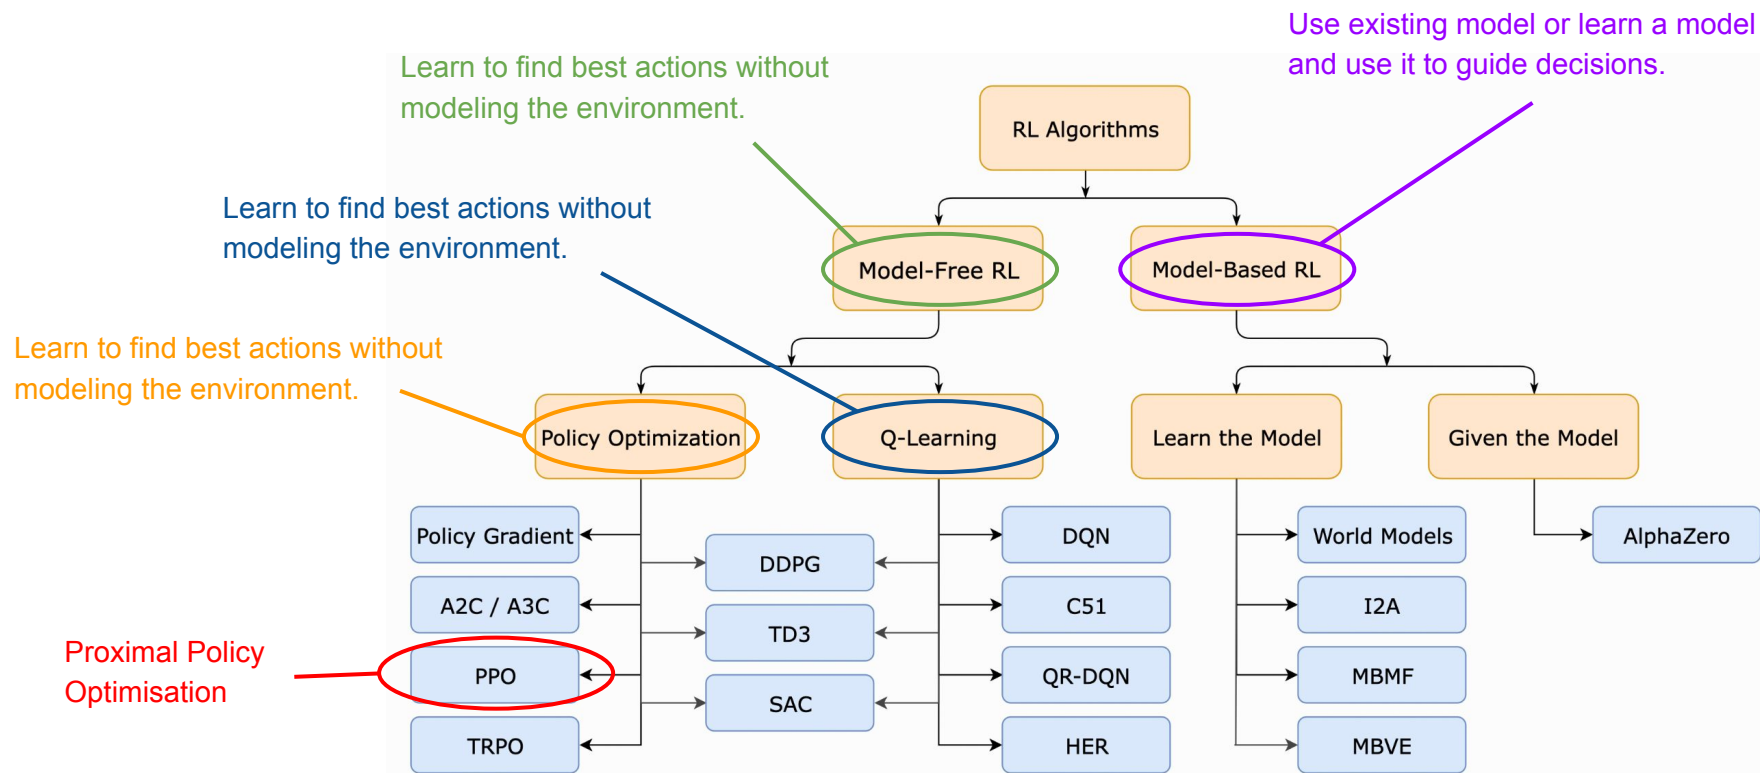 Use existing model or learn a model
and use it to guide decisions.
Learn to find best actions without
modeling the environment.
RL Algorithms
Learn to find best actions without
modeling the environment.
Model-Free RL
Model-Based RL
Learn to find best actions without
modeling the environment.
Policy Optimization
Q-Learning
Learn the Model
Given the Model
Policy Gradient
DDPG
DQN
World Models
AlphaZero
A2C / A3C
TD3
C51
I2A
Proximal Policy
Optimisation
PPO
SAC
QR-DQN
MBMF
TRPO
HER
MBVE